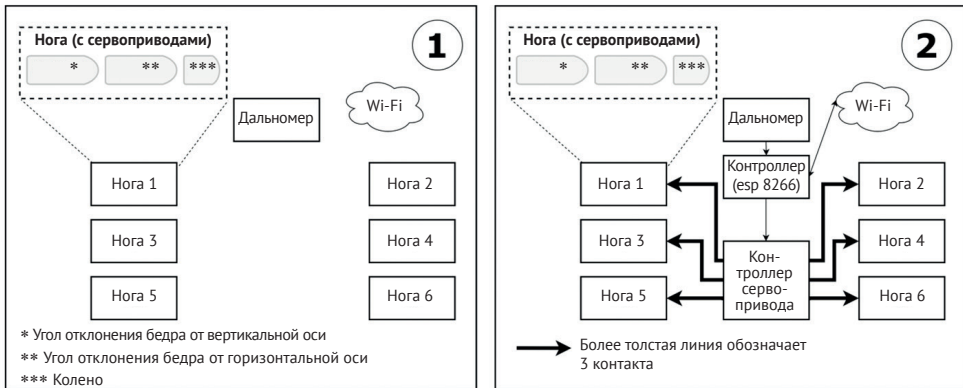 1
Нога (с сервоприводами)
* ** ***
Дальномер
Wi-Fi
Нога 1
Нога 2
Нога 3
Нога 4
Нога 5
Нога 6
* Угол отклонения бедра от вертикальной оси
** Угол отклонения бедра от горизонтальной оси
*** Колено
2
Нога (с сервоприводами)
* ** ***
Дальномер
Wi-Fi
Контроллер
(esp 8266)
Нога 1
Нога 2
Нога 3
Нога 4
Кон-
троллер
серво-
привода
Нога 5
Нога 6
Более толстая линия обозначает
3 контакта